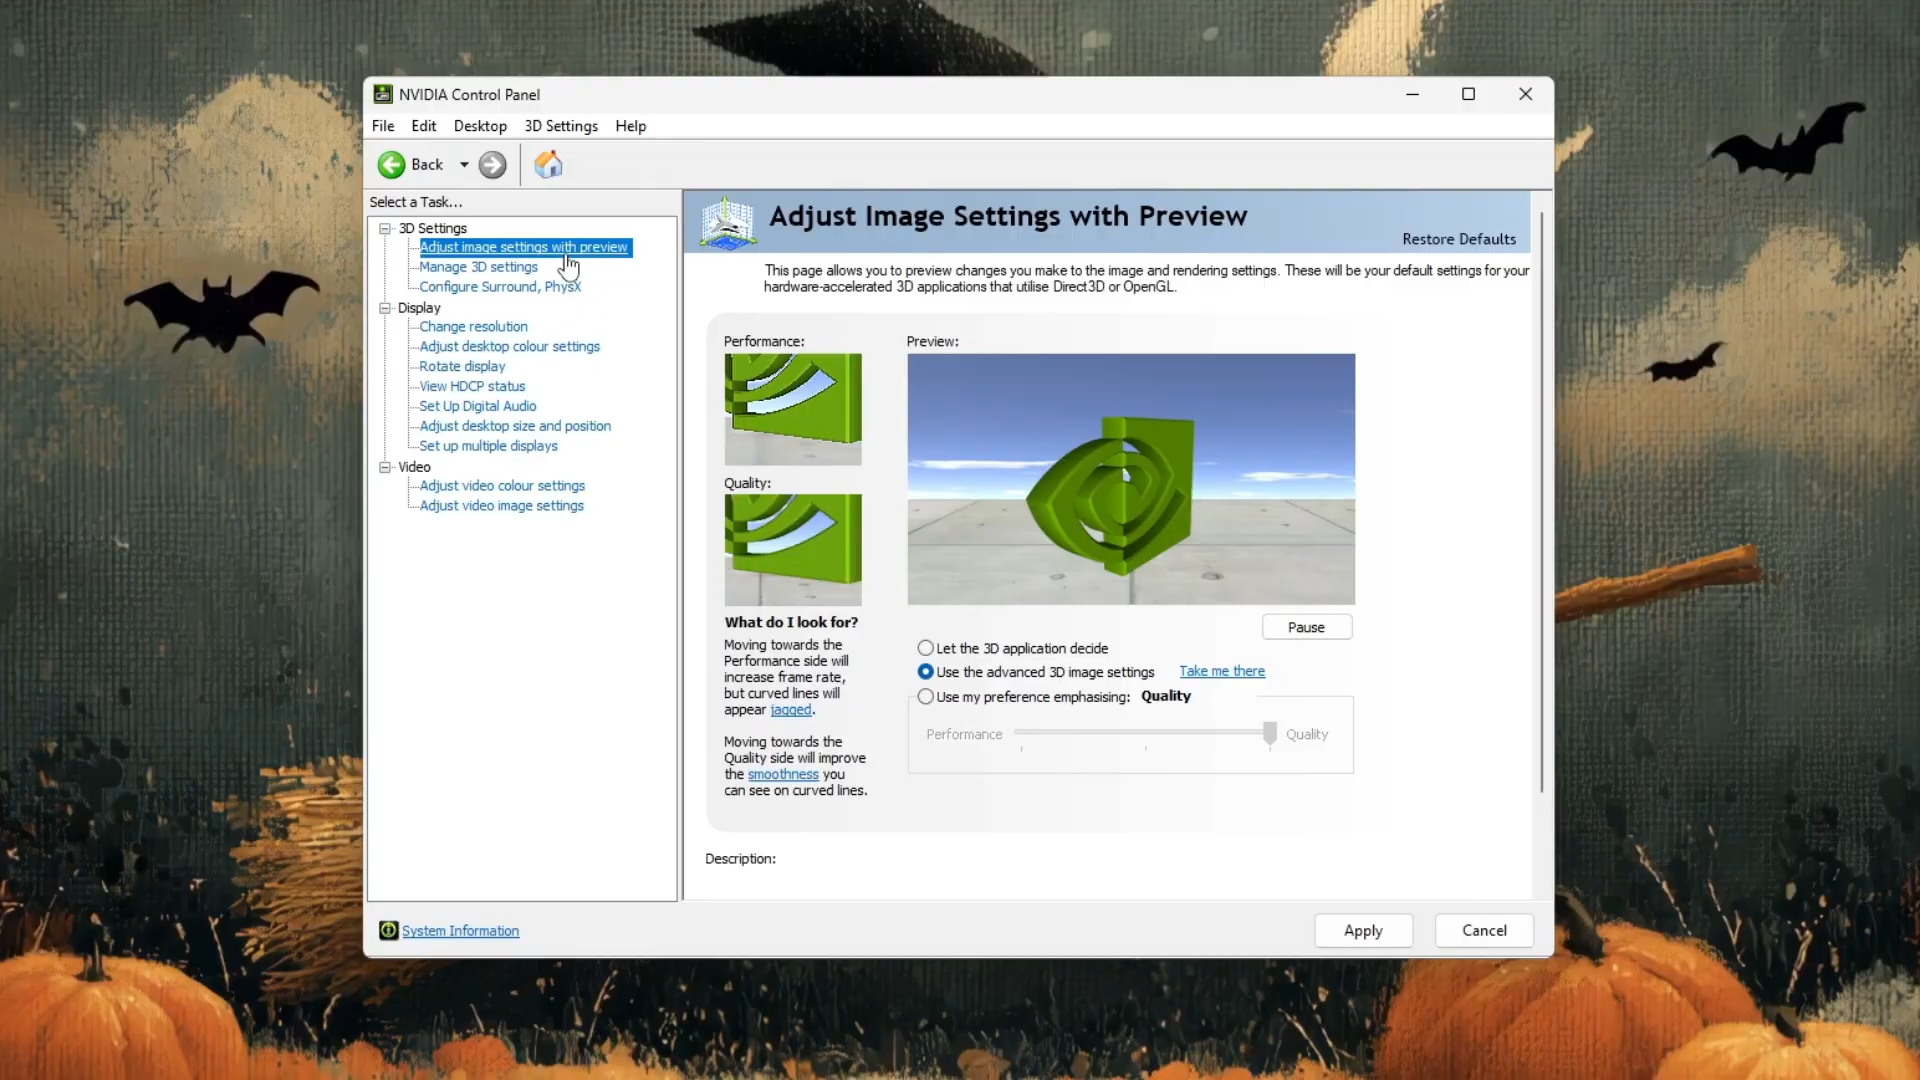 NVIDIA Control Panel
File Edit Desktop 3D Settings Help
Back
Select a Task...
3D Settings
Adjust image settings with preview
Manage 3D settings
Configure Surround, PhysX
Display
Change resolution
Adjust desktop colour settings
Rotate display
View HDCP status
Set Up Digital Audio
Adjust desktop size and position
Set up multiple displays
Video
Adjust video colour settings
Adjust video image settings
System Information
Adjust Image Settings with Preview
Restore Defaults
This page allows you to preview changes you make to the image and rendering settings. These will be your default settings for your
hardware-accelerated 3D applications that utilise Direct3D or OpenGL.
Performance:
Quality:
What do I look for?
Moving towards the
Performance side will
increase frame rate,
but curved lines will
appear jagged.
Moving towards the
Quality side will improve
the smoothness you
can see on curved lines.
Preview:
Pause
Let the 3D application decide
Use the advanced 3D image settings Take me there
Use my preference emphasising: Quality
Performance Quality
Description:
Apply Cancel